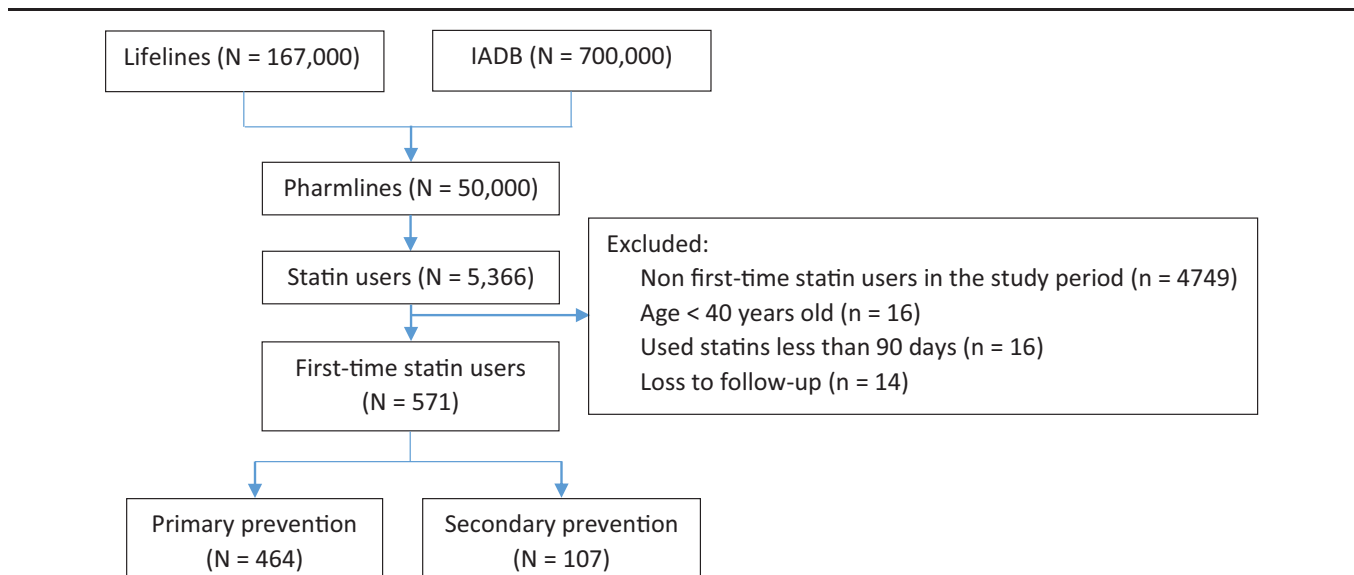 Lifelines (N = 167,000)
IADB (N = 700,000)
Pharmlines (N = 50,000)
Statin users (N = 5,366)
Excluded:
Non first-time statin users in the study period (n = 4749)
Age < 40 years old (n = 16)
Used statins less than 90 days (n = 16)
Loss to follow-up (n = 14)
First-time statin users
(N = 571)
Primary prevention
(N = 464)
Secondary prevention
(N = 107)